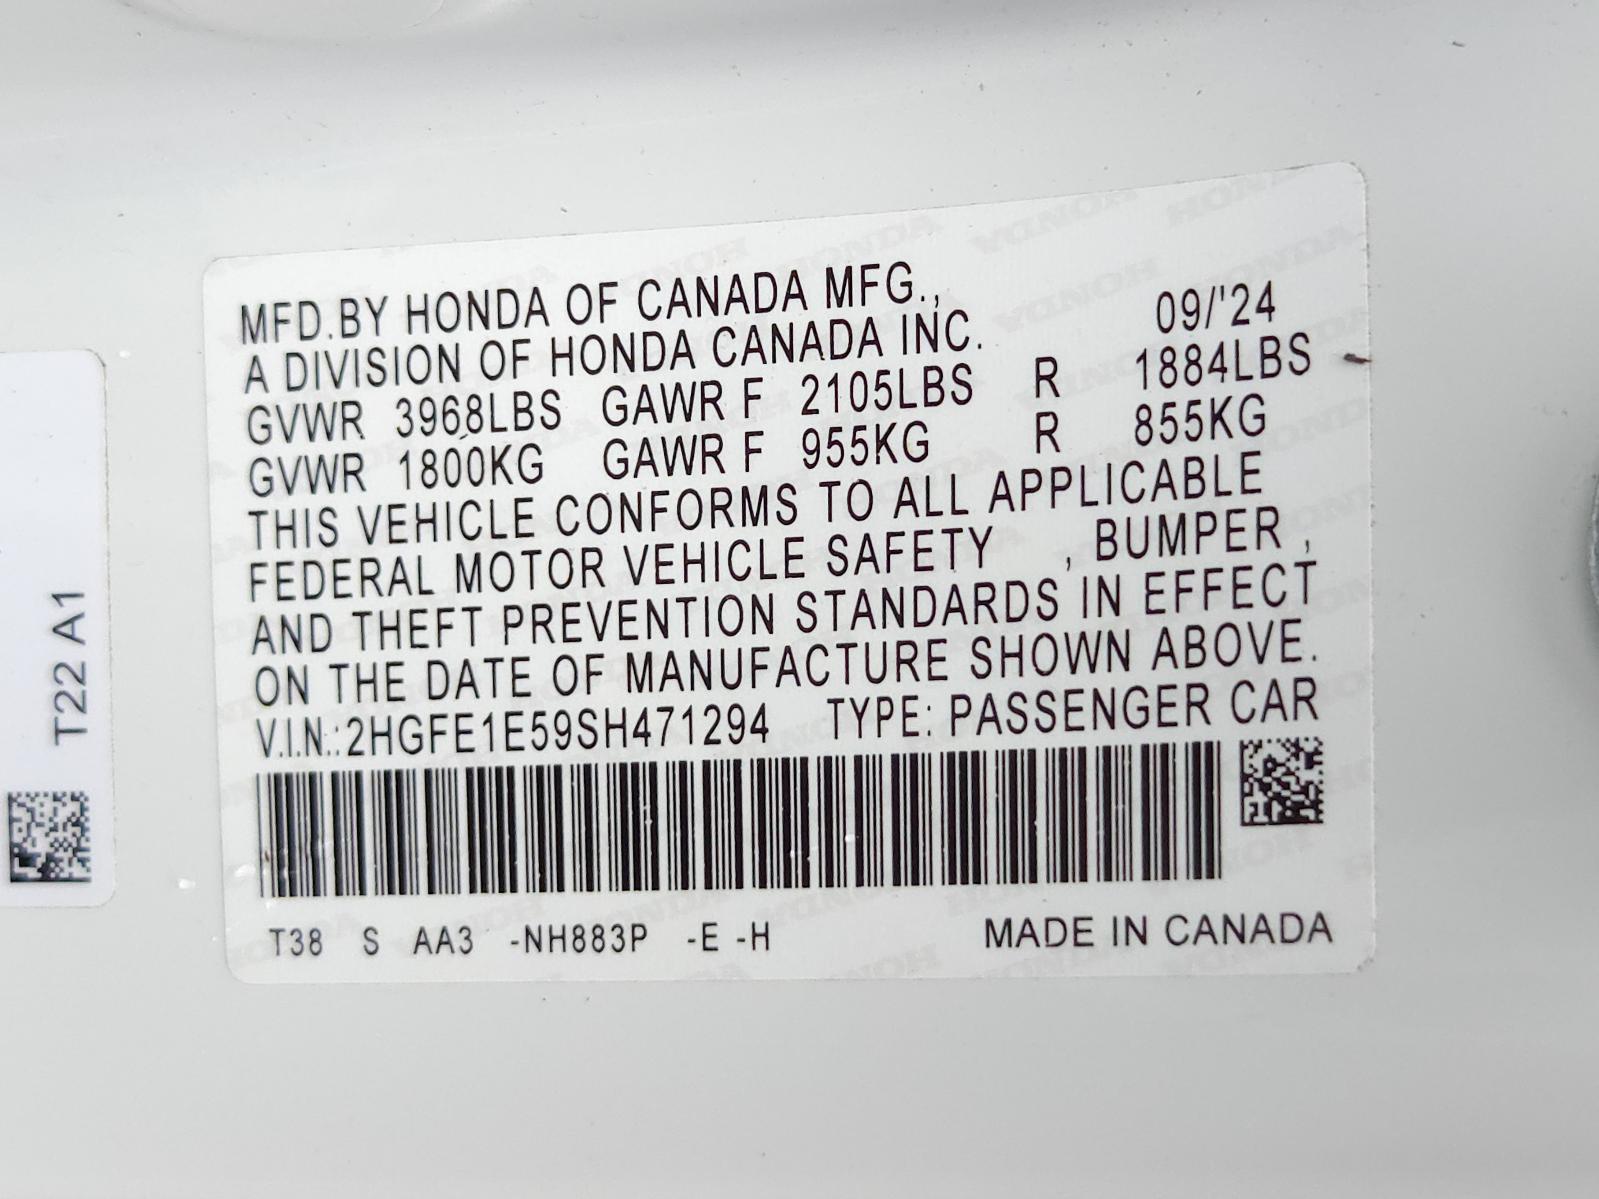 MFD.BY HONDA OF CANADA MFG., 09/'24
A DIVISION OF HONDA CANADA INC.
GVWR 3968LBS GAWR F 2105LBS R 1884LBS
GVWR 1800KG GAWR F 955KG R 855KG
THIS VEHICLE CONFORMS TO ALL APPLICABLE
FEDERAL MOTOR VEHICLE SAFETY , BUMPER ,
AND THEFT PREVENTION STANDARDS IN EFFECT
ON THE DATE OF MANUFACTURE SHOWN ABOVE.
V.I.N.:2HGFE1E59SH471294 TYPE: PASSENGER CAR
T38 S AA3 -NH883P -E -H MADE IN CANADA
T22 A1